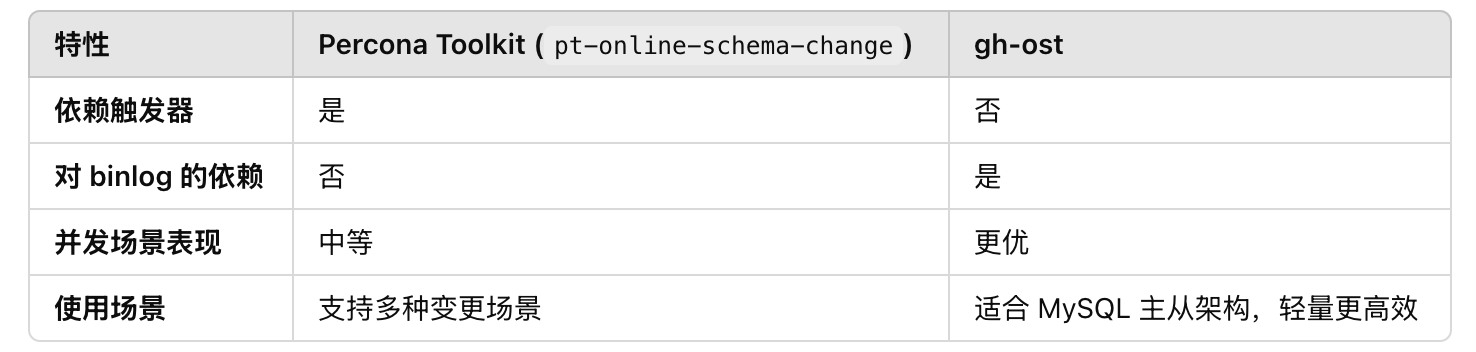 特性 Percona Toolkit ( pt-online-schema-change ) gh-ost
依赖触发器 是 否
对 binlog 的依赖 否 是
并发场景表现 中等 更优
使用场景 支持多种变更场景 适合 MySQL 主从架构，轻量更高效